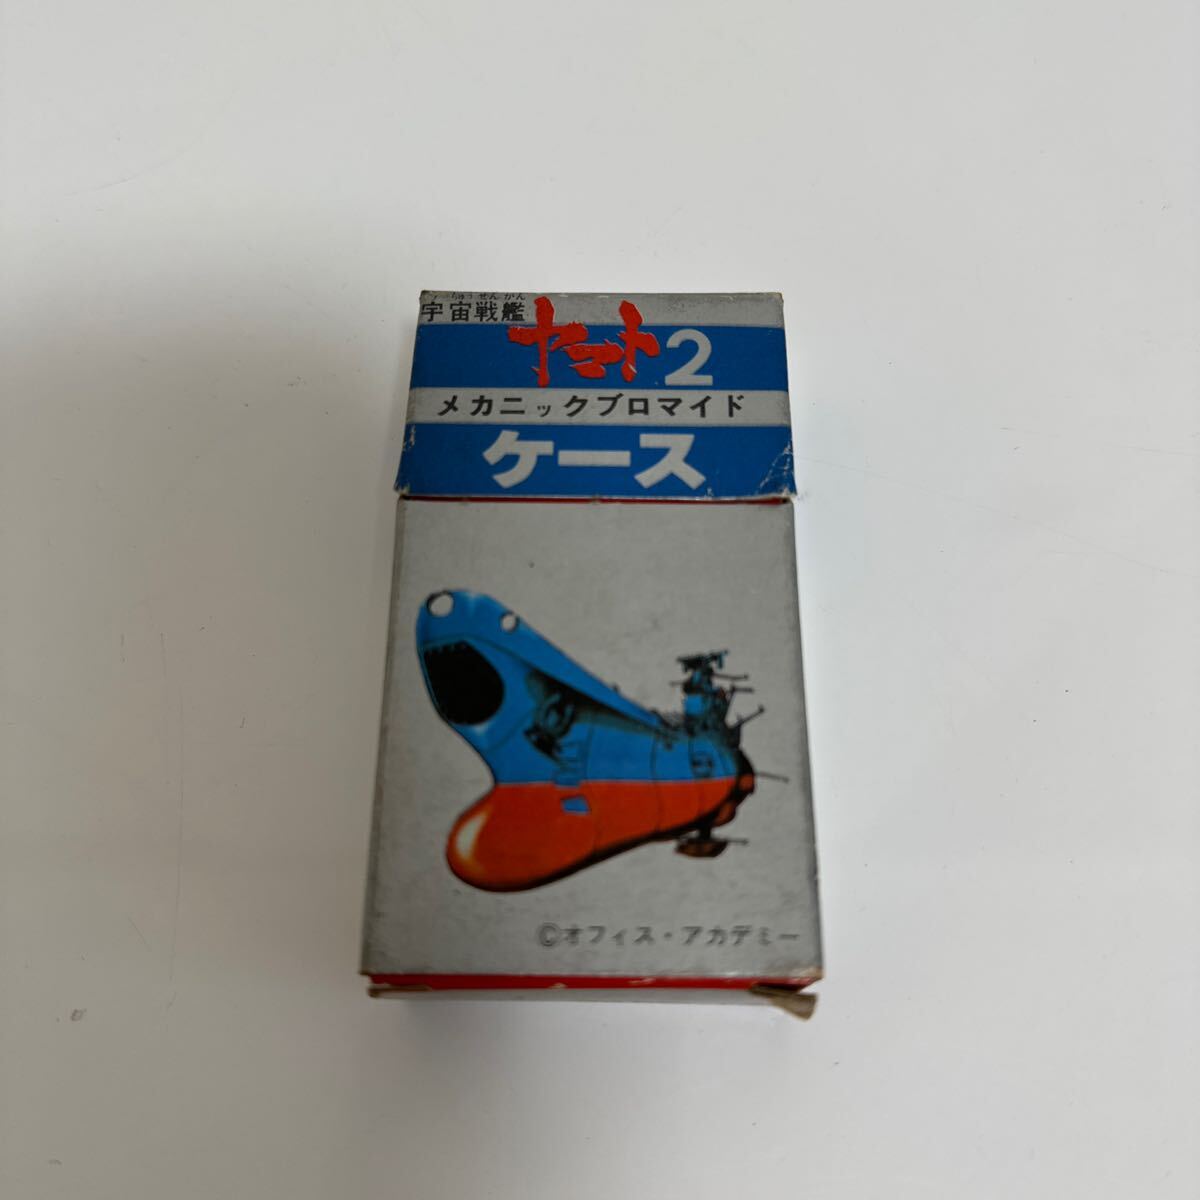 うちゅうせんかん
宇宙戦艦
ヤマト2
メカニックブロマイド
ケース
©オフィス・アカデミー